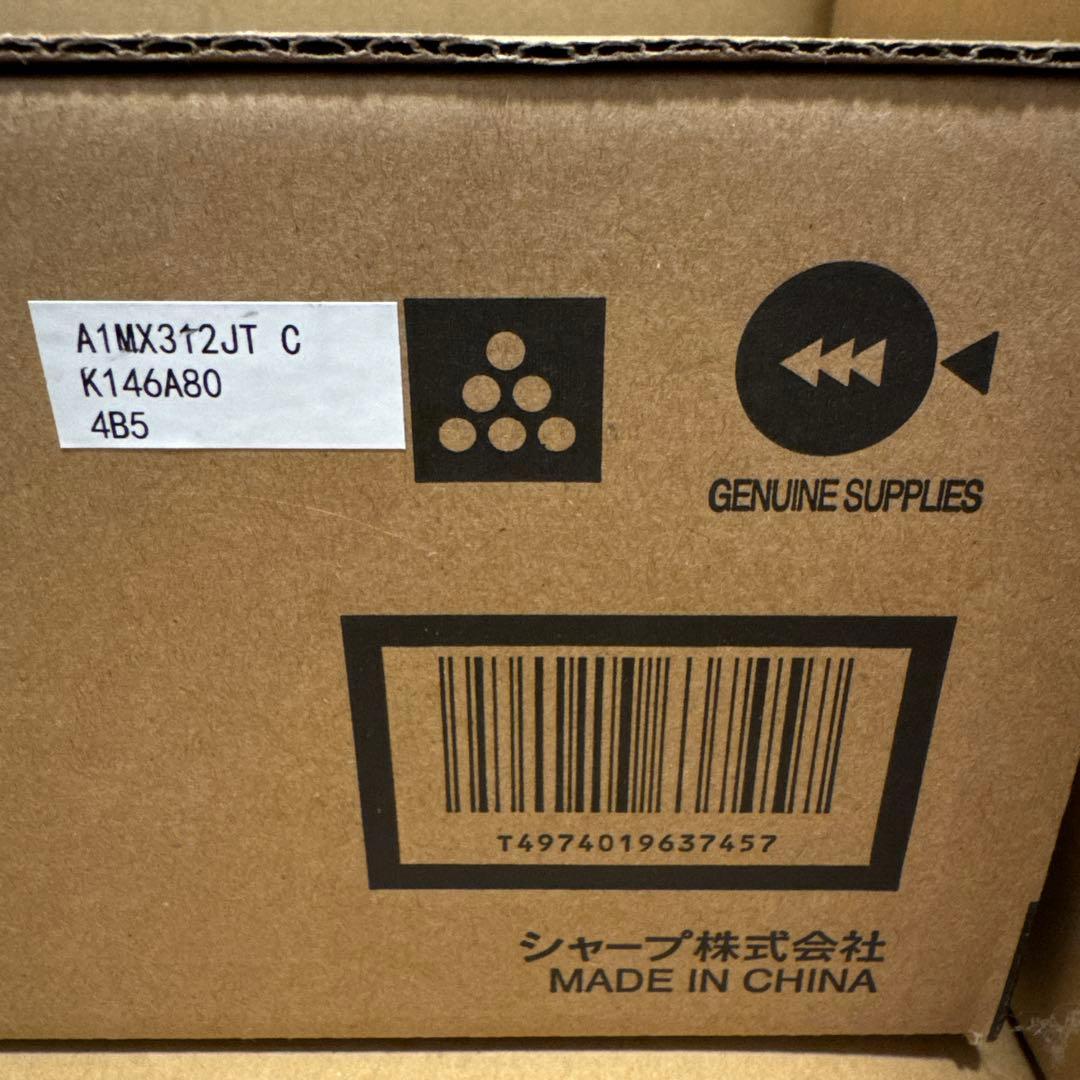 A1MX312JT C
K146A80
4B5
GENUINE SUPPLIES
T4974019637457
シャープ株式会社
MADE IN CHINA